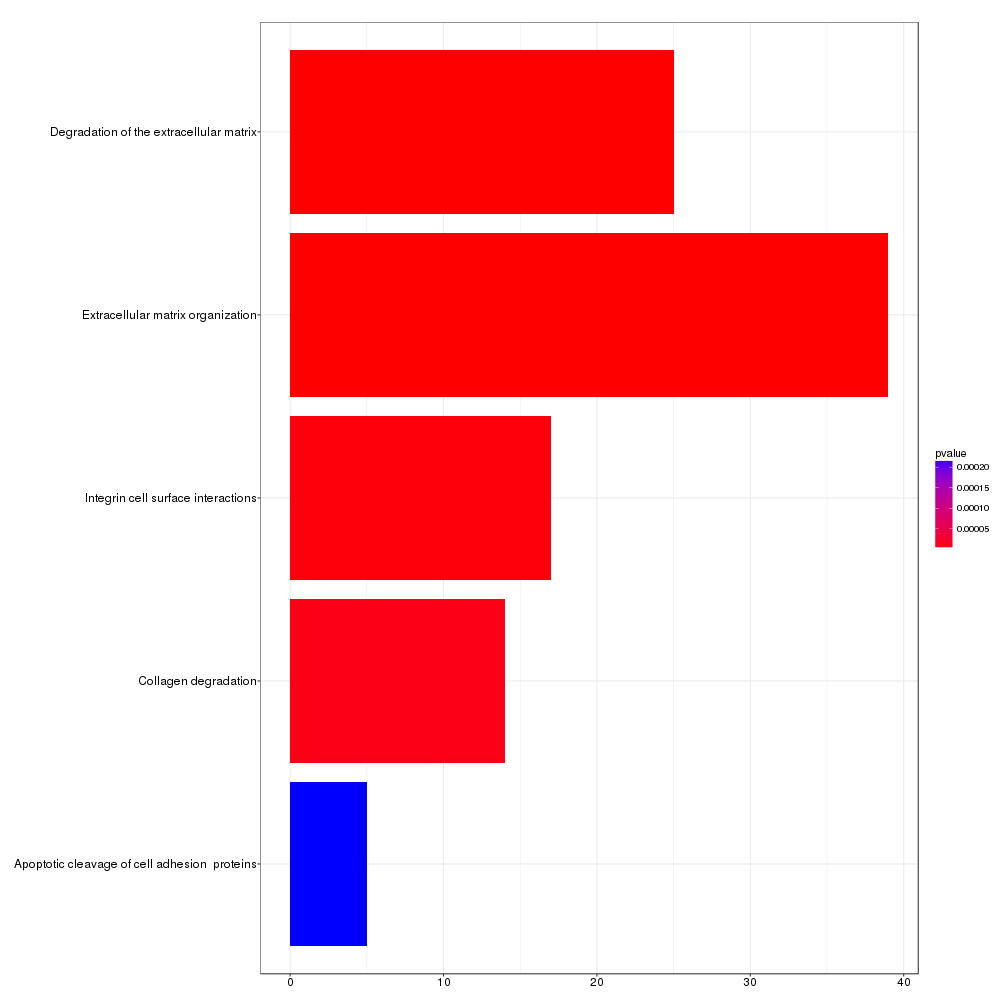 Degradation of the extracellular matrix
Extracellular matrix organization
Integrin cell surface interactions
Collagen degradation
Apoptotic cleavage of cell adhesion  proteins
0 10 20 30 40
pvalue
0.00020
0.00015
0.00010
0.00005